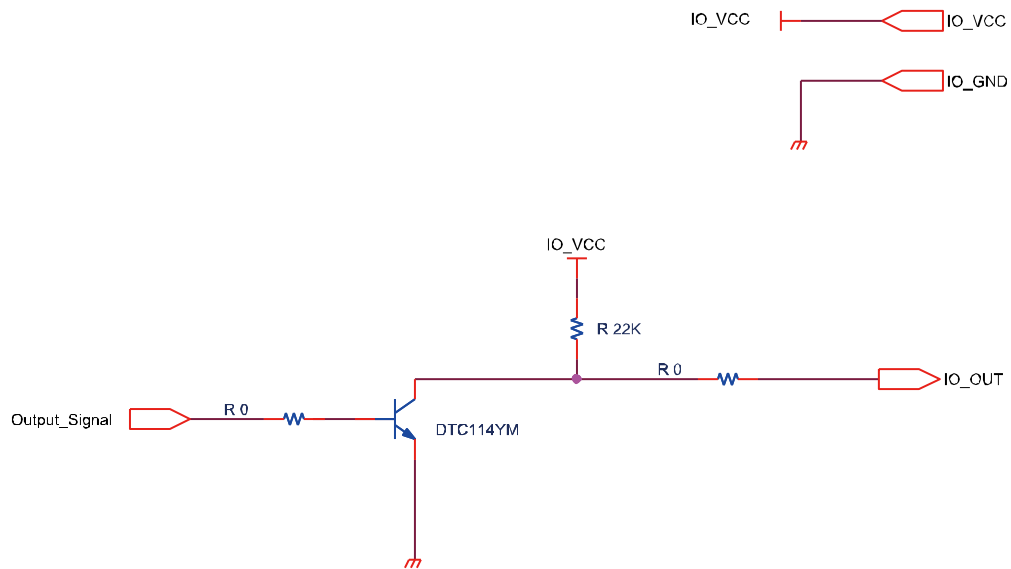 IO_VCC
IO_VCC
IO_GND
IO_VCC
R 22K
R 0
IO_OUT
R 0
Output_Signal
DTC114YM